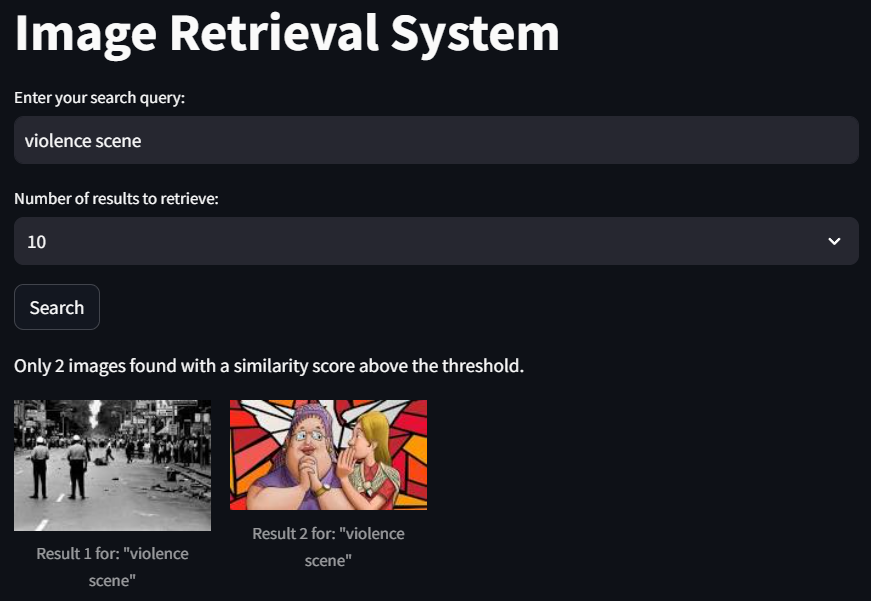 Image Retrieval System
Enter your search query:
violence scene
Number of results to retrieve:
10
Search
Only 2 images found with a similarity score above the threshold.
Result 1 for: "violence
scene"
Result 2 for: "violence
scene"